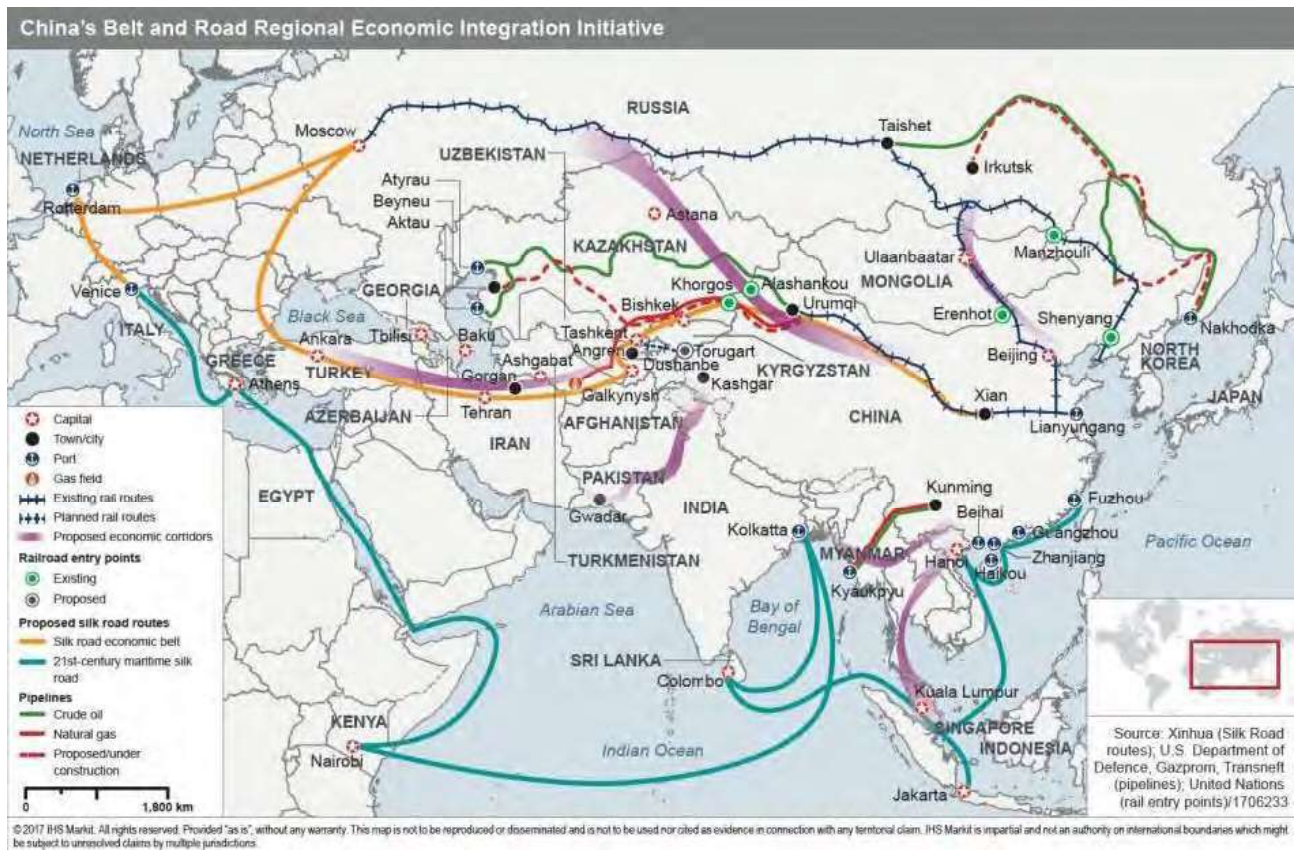 China's Belt and Road Regional Economic Integration Initiative
RUSSIA
North Sea
Moscow
Taishet
NETHERLANDS
UZBEKISTAN
Irkutsk
Atyrau
Rotterdam
Beyneu
Astana
Aktau
KAZAKHSTAN
Ulaanbaatar
Manzhouli
MONGOLIA
GEORGIA
Khorgos
Alashankou
Venice
Bishkek
Urumqi
ITALY
Black Sea
Erenhot
Shenyang
Nakhodka
Ankara
Tbilisi
Baku
Tashkent
Angren
Torugart
Beijing
NORTH
KOREA
GREECE
Ashgabat
Dushanbe
KYRGYZSTAN
Athens
TURKEY
Gorgan
Galkynysh
Kashgar
Xian
JAPAN
AZERBAIJAN
Tehran
AFGHANISTAN
CHINA
Lianyungang
IRAN
PAKISTAN
EGYPT
Gwadar
INDIA
Kunming
Fuzhou
Kolkatta
Beihai
Guangzhou
TURKMENISTAN
MYANMAR
Hanoi
Zhanjiang
Pacific Ocean
Haikou
Kyaukpyu
Arabian Sea
Bay of
Bengal
SRI LANKA
Colombo
Kuala Lumpur
SINGAPORE
KENYA
INDONESIA
Nairobi
Indian Ocean
Jakarta
Capital
Town/city
Port
Gas field
Existing rail routes
Planned rail routes
Proposed economic corridors
Railroad entry points
Existing
Proposed
Proposed silk road routes
Silk road economic belt
21st-century maritime silk
road
Pipelines
Crude oil
Natural gas
Proposed/under
construction
0 1,800 km
Source: Xinhua (Silk Road
routes); U.S. Department of
Defence, Gazprom, Transneft
(pipelines); United Nations
(rail entry points)/1706233
© 2017 IHS Markit. All rights reserved. Provided "as is", without any warranty. This map is not to be reproduced or disseminated and is not to be used nor cited as evidence in connection with any territorial claim. IHS Markit is impartial and not an authority on international boundaries which might
be subject to unresolved claims by multiple jurisdictions.